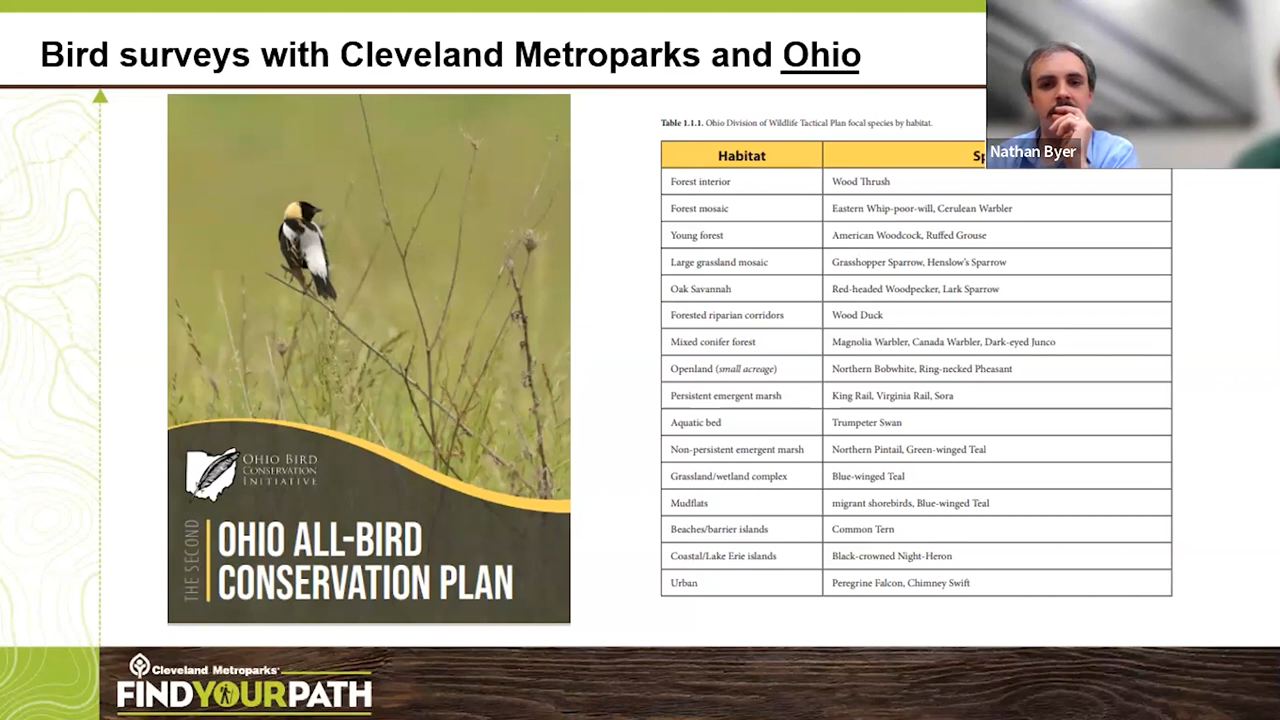 Bird surveys with Cleveland Metroparks and Ohio
Nathan Byer
OHIO BIRD
CONSERVATION
INITIATIVE
THE SECOND
OHIO ALL-BIRD
CONSERVATION PLAN
Table 1.1.1. Ohio Division of Wildlife Tactical Plan focal species by habitat.
Habitat Sp
Forest interior Wood Thrush
Forest mosaic Eastern Whip-poor-will, Cerulean Warbler
Young forest American Woodcock, Ruffed Grouse
Large grassland mosaic Grasshopper Sparrow, Henslow's Sparrow
Oak Savannah Red-headed Woodpecker, Lark Sparrow
Forested riparian corridors Wood Duck
Mixed conifer forest Magnolia Warbler, Canada Warbler, Dark-eyed Junco
Openland (small acreage) Northern Bobwhite, Ring-necked Pheasant
Persistent emergent marsh King Rail, Virginia Rail, Sora
Aquatic bed Trumpeter Swan
Non-persistent emergent marsh Northern Pintail, Green-winged Teal
Grassland/wetland complex Blue-winged Teal
Mudflats migrant shorebirds, Blue-winged Teal
Beaches/barrier islands Common Tern
Coastal/Lake Erie islands Black-crowned Night-Heron
Urban Peregrine Falcon, Chimney Swift
Cleveland Metroparks
FINDYOURPATH